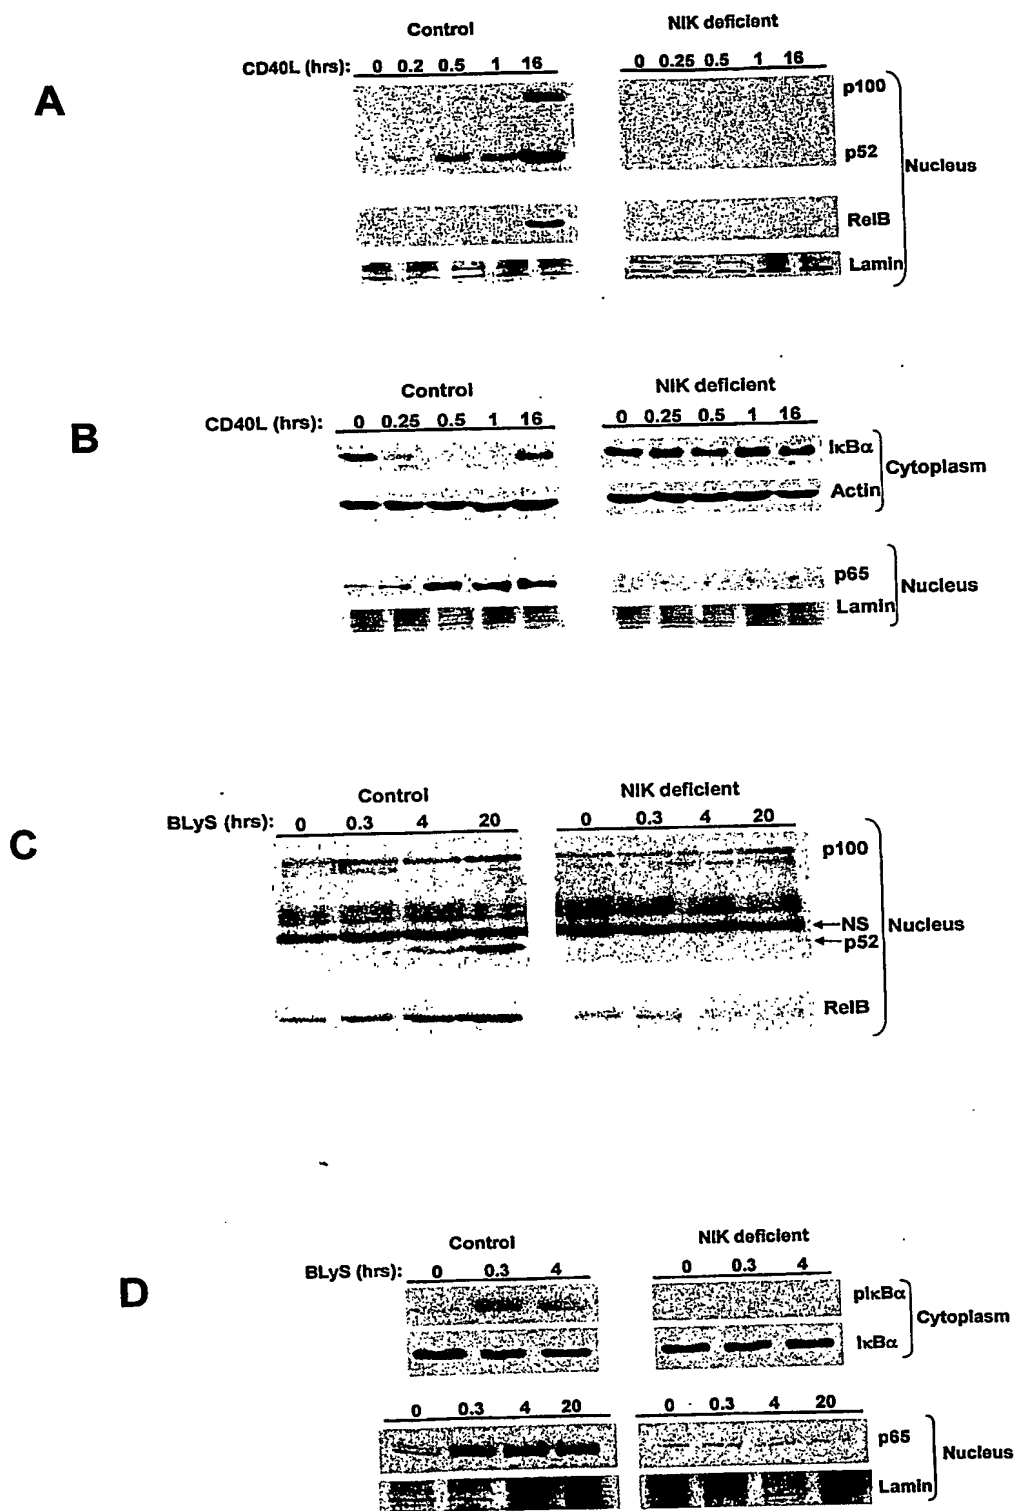 Control
NIK deficient
CD40L (hrs): 0 0.2 0.5 1 16
0 0.25 0.5 1 16
A
p100
p52
Nucleus
RelB
Lamin
Control
NIK deficient
B
CD40L (hrs): 0 0.25 0.5 1 16
0 0.25 0.5 1 16
IκBα
Cytoplasm
Actin
p65
Nucleus
Lamin
Control
NIK deficient
BLyS (hrs): 0 0.3 4 20
0 0.3 4 20
C
p100
NS
Nucleus
p52
RelB
Control
NIK deficient
BLyS (hrs): 0 0.3 4
0 0.3 4
D
pIκBα
Cytoplasm
IκBα
0 0.3 4 20
0 0.3 4 20
p65
Nucleus
Lamin